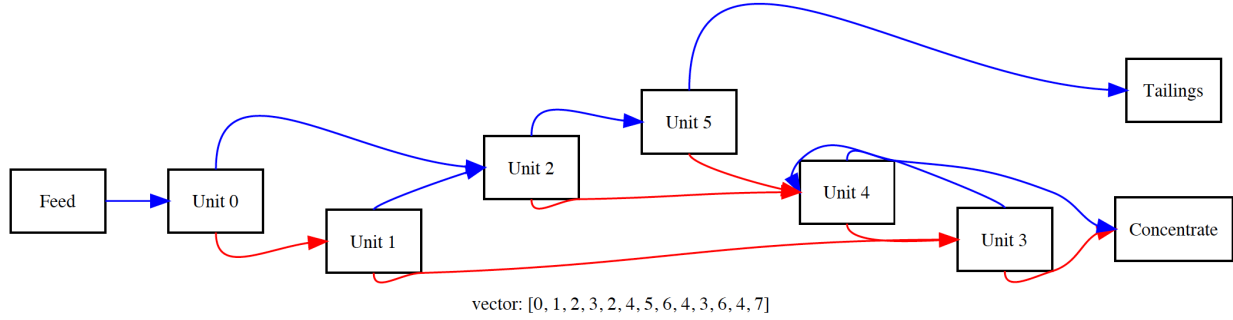 Feed
Unit 0
Unit 1
Unit 2
Unit 5
Unit 4
Unit 3
Tailings
Concentrate
vector: [0, 1, 2, 3, 2, 4, 5, 6, 4, 3, 6, 4, 7]